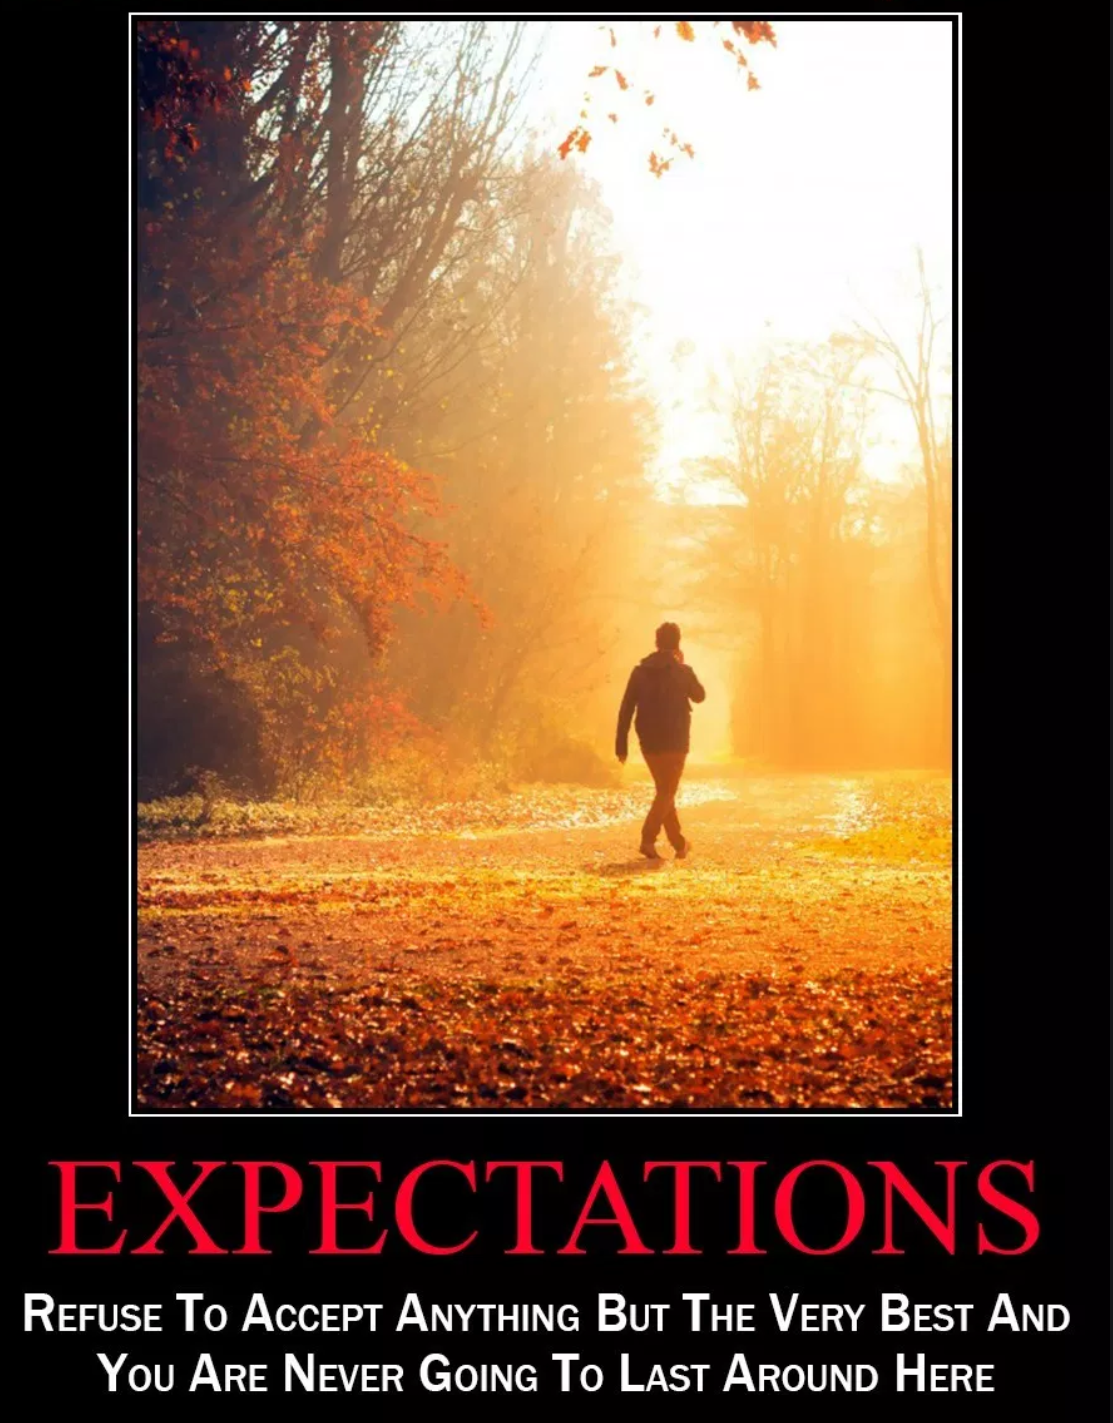 EXPECTATIONS
Refuse To Accept Anything But The Very Best And
You Are Never Going To Last Around Here